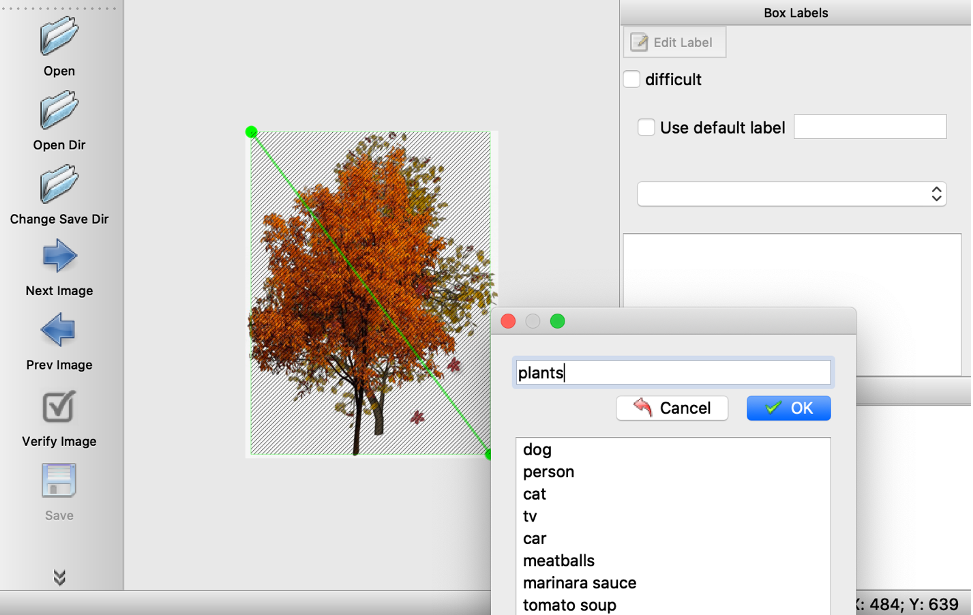 Open
Open Dir
Change Save Dir
Next Image
Prev Image
Verify Image
Save
Box Labels
Edit Label
difficult
Use default label
plants
Cancel
OK
dog
person
cat
tv
car
meatballs
marinara sauce
tomato soup
X: 484; Y: 639